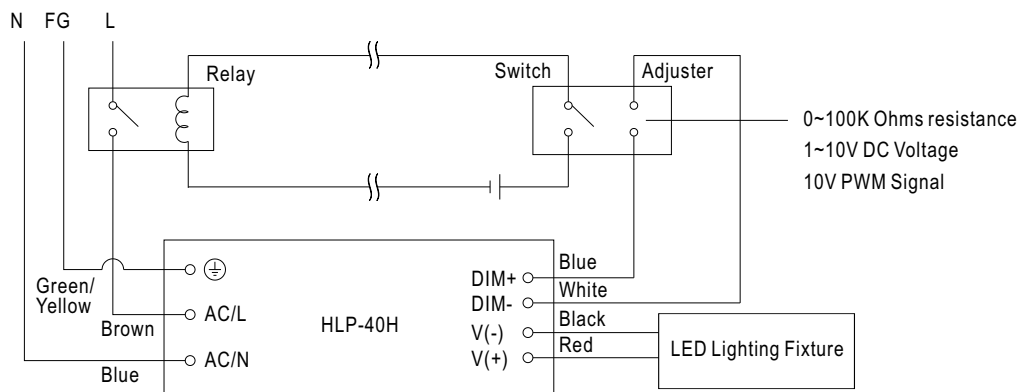 N FG L
Relay
Switch
Adjuster
0~100K Ohms resistance
1~10V DC Voltage
10V PWM Signal
Green/
Yellow
Brown
Blue
AC/L
AC/N
HLP-40H
DIM+
DIM-
V(-)
V(+)
Blue
White
Black
Red
LED Lighting Fixture